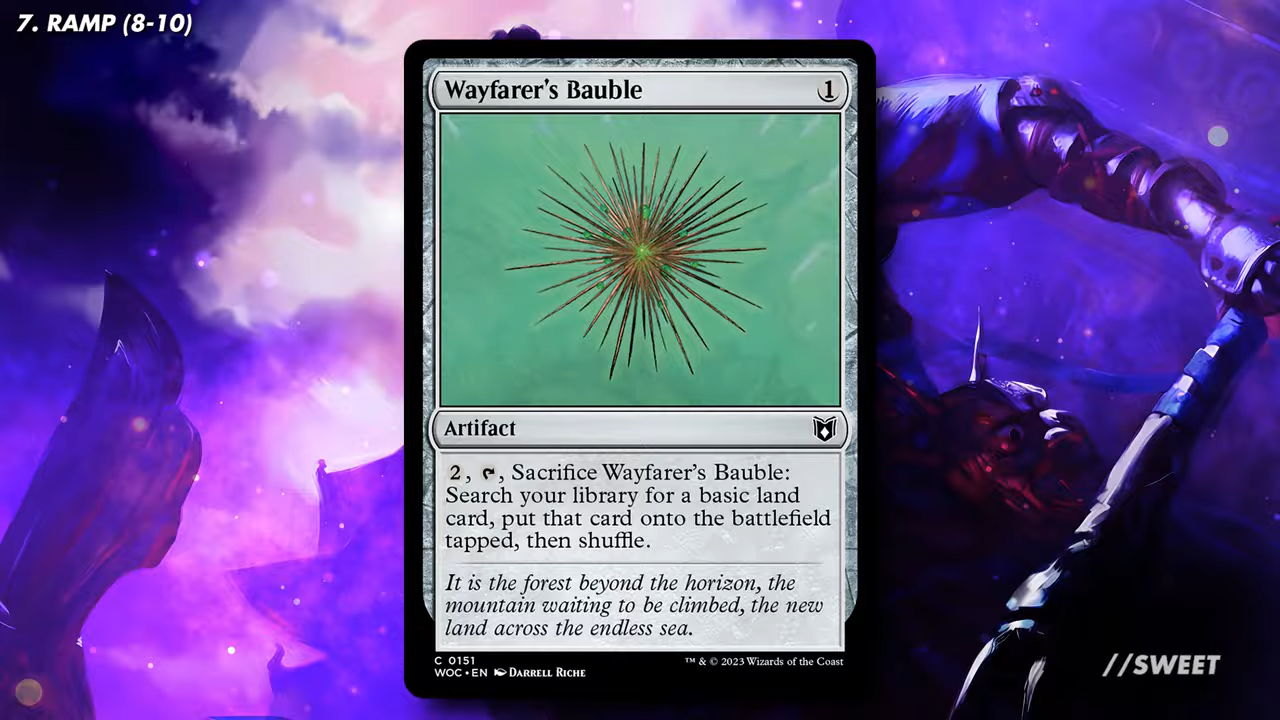 7. RAMP (8-10)
Wayfarer's Bauble 1
Artifact
2, , Sacrifice Wayfarer's Bauble:
Search your library for a basic land
card, put that card onto the battlefield
tapped, then shuffle.
It is the forest beyond the horizon, the
mountain waiting to be climbed, the new
land across the endless sea.
C 0151
WOC • EN DARRELL RICHE
™ & © 2023 Wizards of the Coast
//SWEET